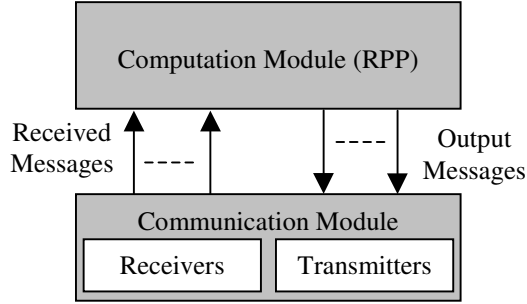 Computation Module (RPP)
Received
Messages
Output
Messages
Communication Module
Receivers
Transmitters